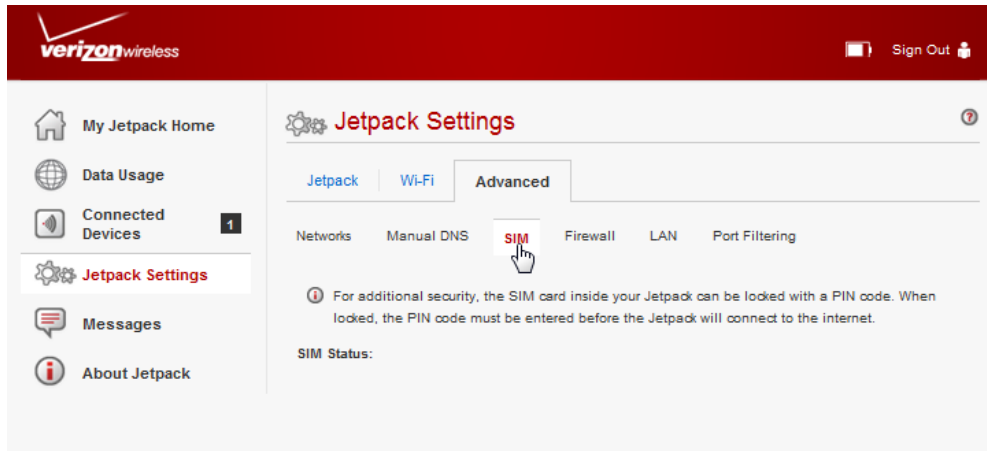 verizonwireless
Sign Out
My Jetpack Home
Data Usage
Connected
Devices
1
Jetpack Settings
Messages
About Jetpack
Jetpack Settings
?
Jetpack
Wi-Fi
Advanced
Networks
Manual DNS
SIM
Firewall
LAN
Port Filtering
For additional security, the SIM card inside your Jetpack can be locked with a PIN code. When
locked, the PIN code must be entered before the Jetpack will connect to the internet.
SIM Status: